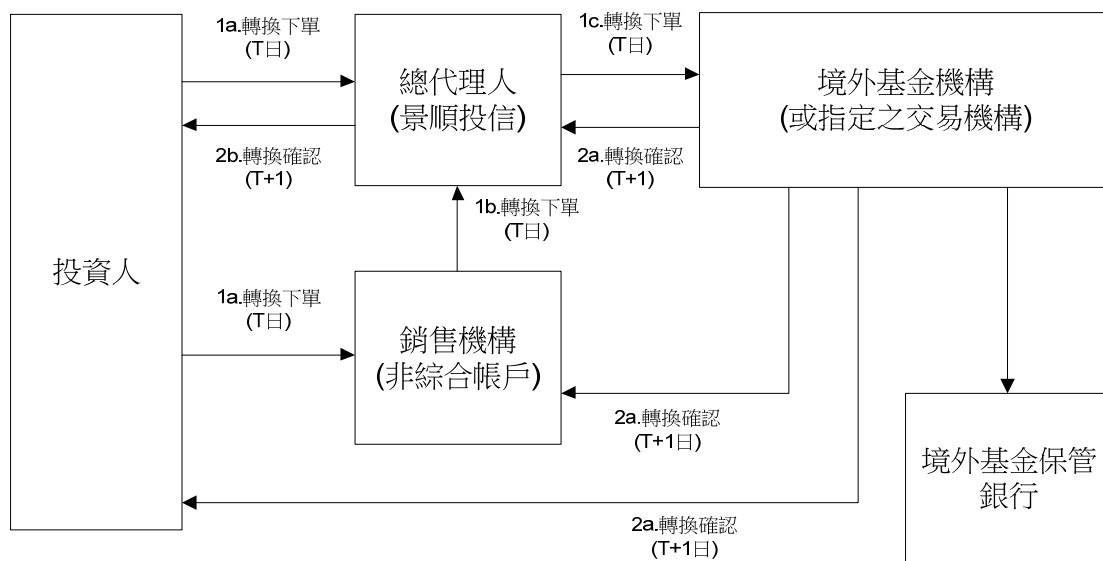 1a.轉換下單
(T日)
1c.轉換下單
(T日)
總代理人
(景順投信)
境外基金機構
(或指定之交易機構)
2b.轉換確認
(T+1)
2a.轉換確認
(T+1)
1b.轉換下單
(T日)
投資人
1a.轉換下單
(T日)
銷售機構
(非綜合帳戶)
2a.轉換確認
(T+1日)
境外基金保管
銀行
2a.轉換確認
(T+1日)